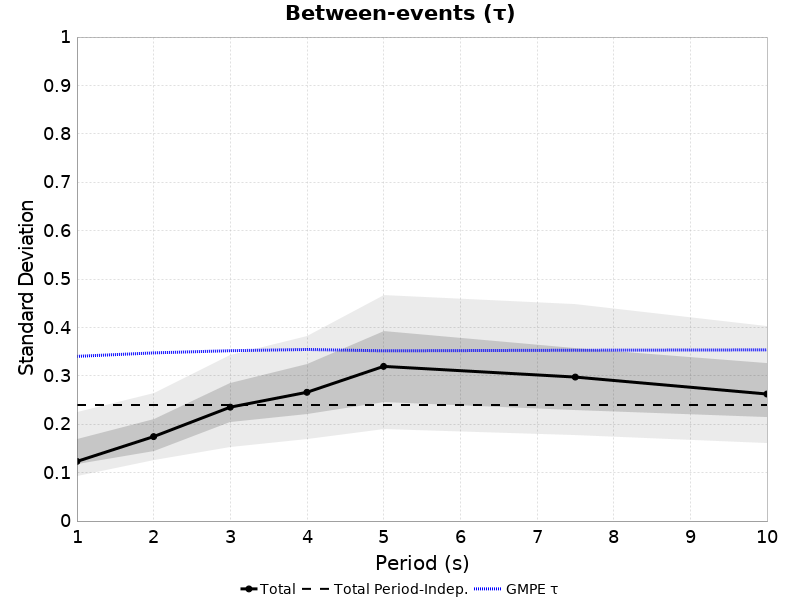 Between-events (τ)
Standard Deviation
1
0.9
0.8
0.7
0.6
0.5
0.4
0.3
0.2
0.1
0
1 2 3 4 5 6 7 8 9 10
Period (s)
Total Total Period-Indep. GMPE τ